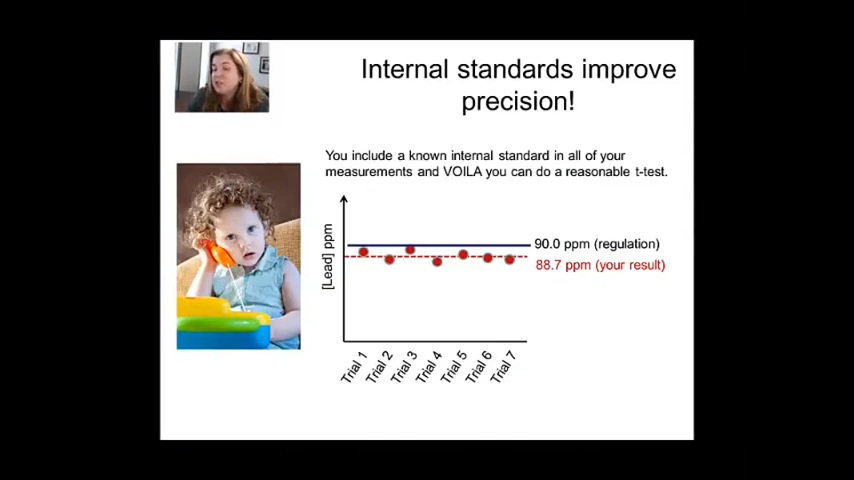 Internal standards improve
precision!
You include a known internal standard in all of your
measurements and VOILA you can do a reasonable t-test.
[Lead] ppm
90.0 ppm (regulation)
88.7 ppm (your result)
Trial 1
Trial 2
Trial 3
Trial 4
Trial 5
Trial 6
Trial 7